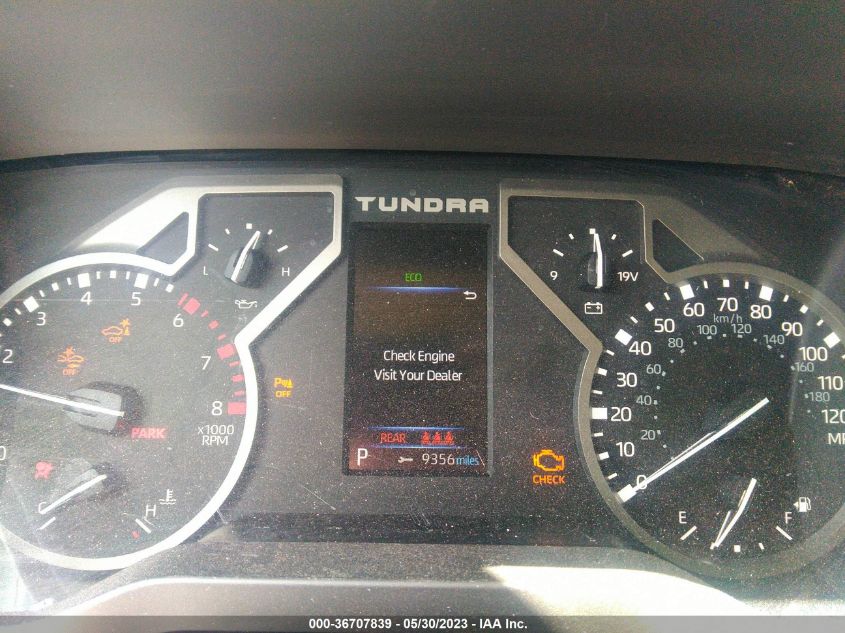 TUNDRA
L H
9 19V
ECO
Check Engine
Visit Your Dealer
REAR
P 9356 miles
0 2 3 4 5 6 7 8
x1000
RPM
OFF
OFF
OFF
PARK
C H
CHECK
0 10 20 30 40 50 60 70 80 90 100 110 120
km/h
20 40 60 80 100 120 140 160 180
E F
000-36707839 - 05/30/2023 - IAA Inc.